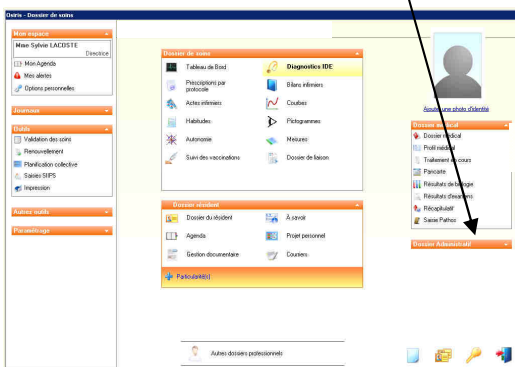 Osiris - Dossier de soins
Mon espace
Mme Sylvie LACOSTE
Directrice
Mon Agenda
Mes alertes
Options personnelles
Journaux
Outils
Validation des soins
Renouvellement
Planification collective
Saisies SIIPS
Impression
Autres outils
Paramétrage
Dossier de soins
Tableau de Bord
Diagnostics IDE
Prescriptions par protocole
Bilans infirmiers
Actes infirmiers
Courbes
Habitudes
Pictogrammes
Autonomie
Mesures
Suivi des vaccinations
Dossier de liaison
Dossier résident
Dossier du résident
À savoir
Agenda
Projet personnel
Gestion documentaire
Courriers
Particularité(s)
Autres dossiers professionnels
Ajouter une photo d'identité
Dossier médical
Dossier médical
Profil médical
Traitement en cours
Pancarte
Résultats de biologie
Résultats d'examens
Récapitulatif
Saisie Pathos
Dossier Administratif